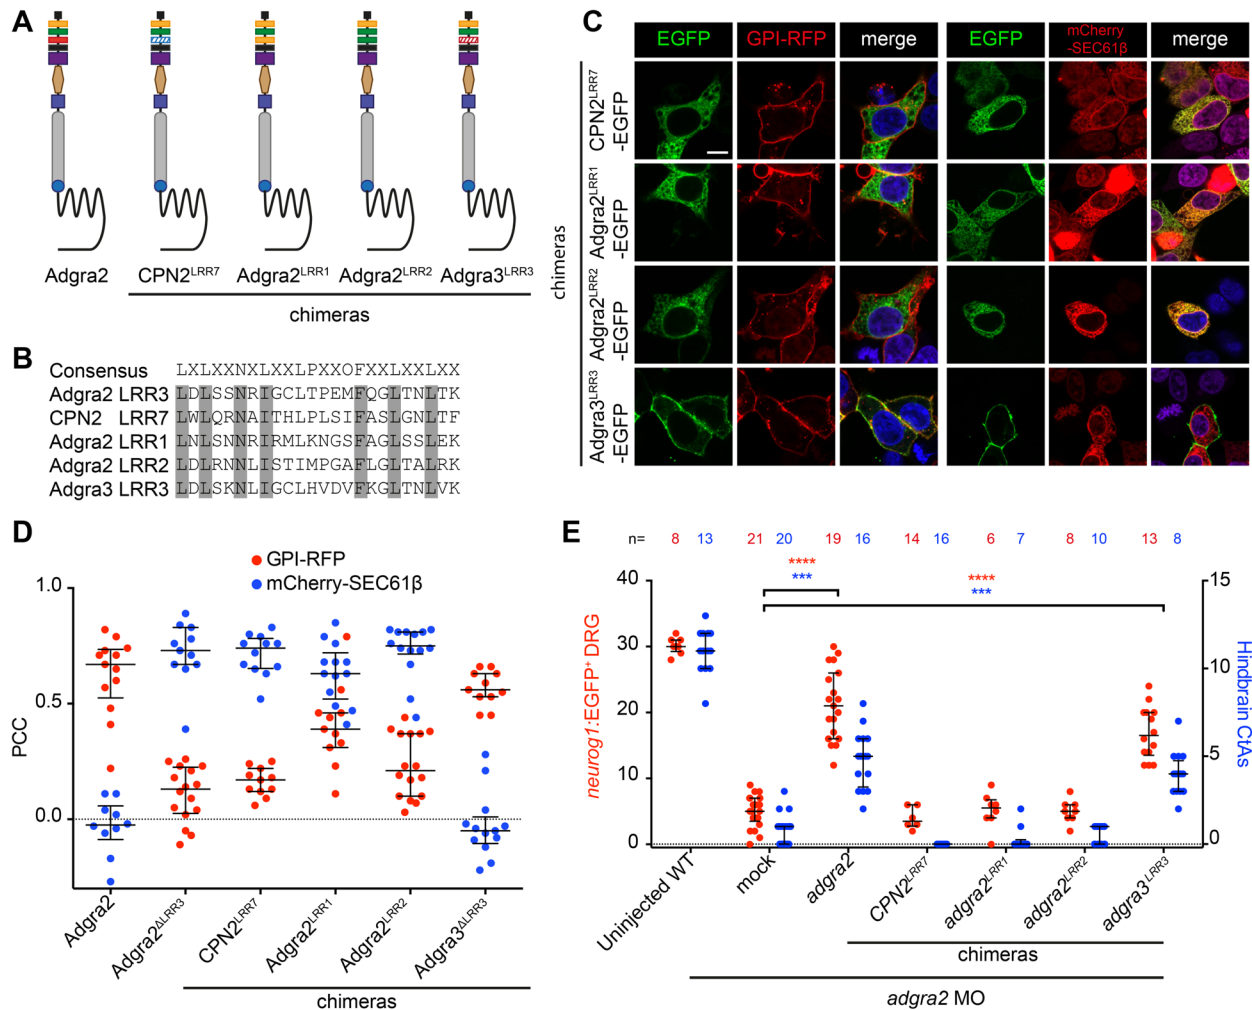 A
Adgra2 CPN2LRR7 Adgra2LRR1 Adgra2LRR2 Adgra3LRR3
chimeras
B
Consensus LXLXXNXLXXLPXXOFXXLXXLXX
Adgra2 LRR3 LDLSSNRIGCLTPEMFQGLTNLTK
CPN2 LRR7 LWLQRNAITHLPLSIFASLGNLTF
Adgra2 LRR1 LNLSNNRIRMLKNGSFAGLSSLEK
Adgra2 LRR2 LDLRNNLISTIMPGAFLGLTALRK
Adgra3 LRR3 LDLSKNLIGCLHVDVFKGLTNLVK
C
EGFP GPI-RFP merge EGFP mCherry
-SEC61β merge
CPN2LRR7
-EGFP
Adgra2LRR1
-EGFP
Adgra2LRR2
-EGFP
Adgra3LRR3
-EGFP
chimeras
D
GPI-RFP
mCherry-SEC61β
PCC
1.0
0.5
0.0
Adgra2 Adgra2ΔLRR3 CPN2LRR7 Adgra2LRR1 Adgra2LRR2 Adgra3ΔLRR3
chimeras
E
n= 8 13 21 20 19 16 14 16 6 7 8 10 13 8
**** ****
*** ***
neurog1:EGFP+ DRG
40
30
20
10
0
15
10
5
0
Hindbrain CtAs
Uninjected WT mock adgra2 CPN2LRR7 adgra2LRR1 adgra2LRR2 adgra3LRR3
chimeras
adgra2 MO